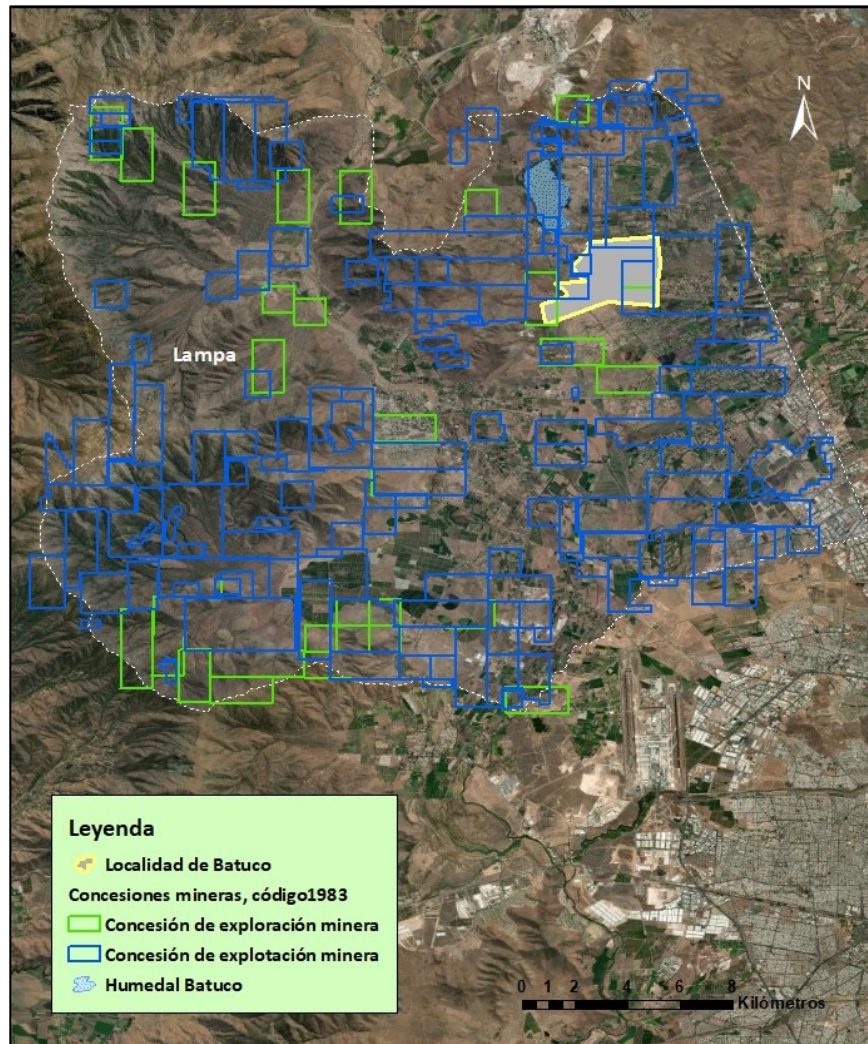 N
Lampa
Leyenda
Localidad de Batuco
Concesiones mineras, código1983
Concesión de exploración minera
Concesión de explotación minera
Humedal Batuco
0 1 2 4 6 8
Kilómetros